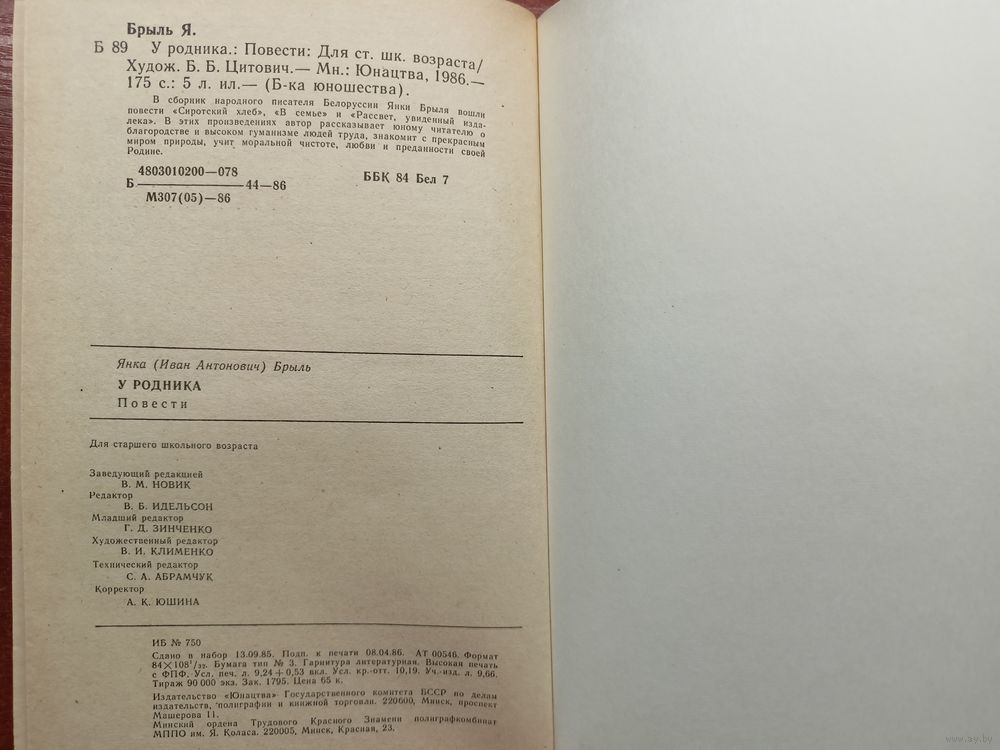 Брыль Я.
Б 89 У родника.: Повести: Для ст. шк. возраста/
Худож. Б. Б. Цитович.— Мн.: Юнацтва, 1986.—
175 с.: 5 л. ил.— (Б-ка юношества).
В сборник народного писателя Белоруссии Янки Брыля вошли
повести «Сиротский хлеб», «В семье» и «Рассвет, увиденный изда-
лека». В этих произведениях автор рассказывает юному читателю о
благородстве и высоком гуманизме людей труда, знакомит с прекрасным
миром природы, учит моральной чистоте, любви и преданности своей
Родине.
4803010200—078
Б 44—86
М307(05)—86
ББК 84 Бел 7
Янка (Иван Антонович) Брыль
У РОДНИКА
Повести
Для старшего школьного возраста
Заведующий редакцией
В. М. НОВИК
Редактор
В. Б. ИДЕЛЬСОН
Младший редактор
Г. Д. ЗИНЧЕНКО
Художественный редактор
В. И. КЛИМЕНКО
Технический редактор
С. А. АБРАМЧУК
Корректор
А. К. ЮШИНА
ИБ № 750
Сдано в набор 13.09.85. Подп. к печати 08.04.86. АТ 00546. Формат
84×108¹/₃₂. Бумага тип № 3. Гарнитура литературная. Высокая печать
с ФПФ. Усл. печ. л. 9,24+0,53 вкл. Усл. кр.-отт. 10,19. Уч.-изд. л. 9,66.
Тираж 90 000 экз. Зак. 1795. Цена 65 к.
Издательство «Юнацтва» Государственного комитета БССР по делам
издательств, полиграфии и книжной торговли. 220600, Минск, проспект
Машерова 11.
Минский ордена Трудового Красного Знамени полиграфкомбинат
МППО им. Я. Коласа. 220005, Минск, Красная, 23.
www.ay.by